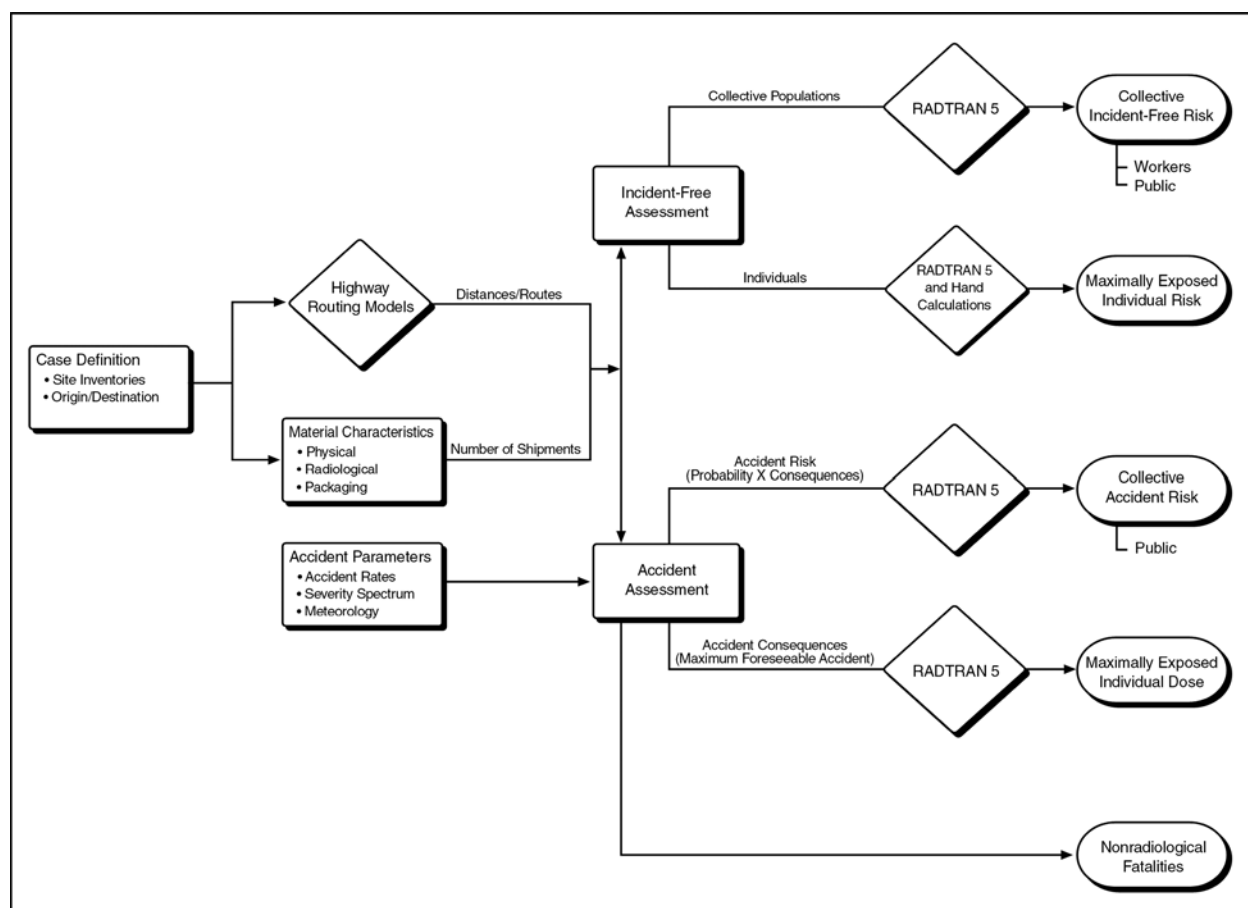 Case Definition
• Site Inventories
• Origin/Destination
Highway
Routing Models
Distances/Routes
Material Characteristics
• Physical
• Radiological
• Packaging
Number of Shipments
Accident Parameters
• Accident Rates
• Severity Spectrum
• Meteorology
Incident-Free
Assessment
Collective Populations
RADTRAN 5
Collective
Incident-Free Risk
Workers
Public
Individuals
RADTRAN 5
and Hand
Calculations
Maximally Exposed
Individual Risk
Accident
Assessment
Accident Risk
(Probability X Consequences)
RADTRAN 5
Collective
Accident Risk
Public
Accident Consequences
(Maximum Foreseeable Accident)
RADTRAN 5
Maximally Exposed
Individual Dose
Nonradiological
Fatalities